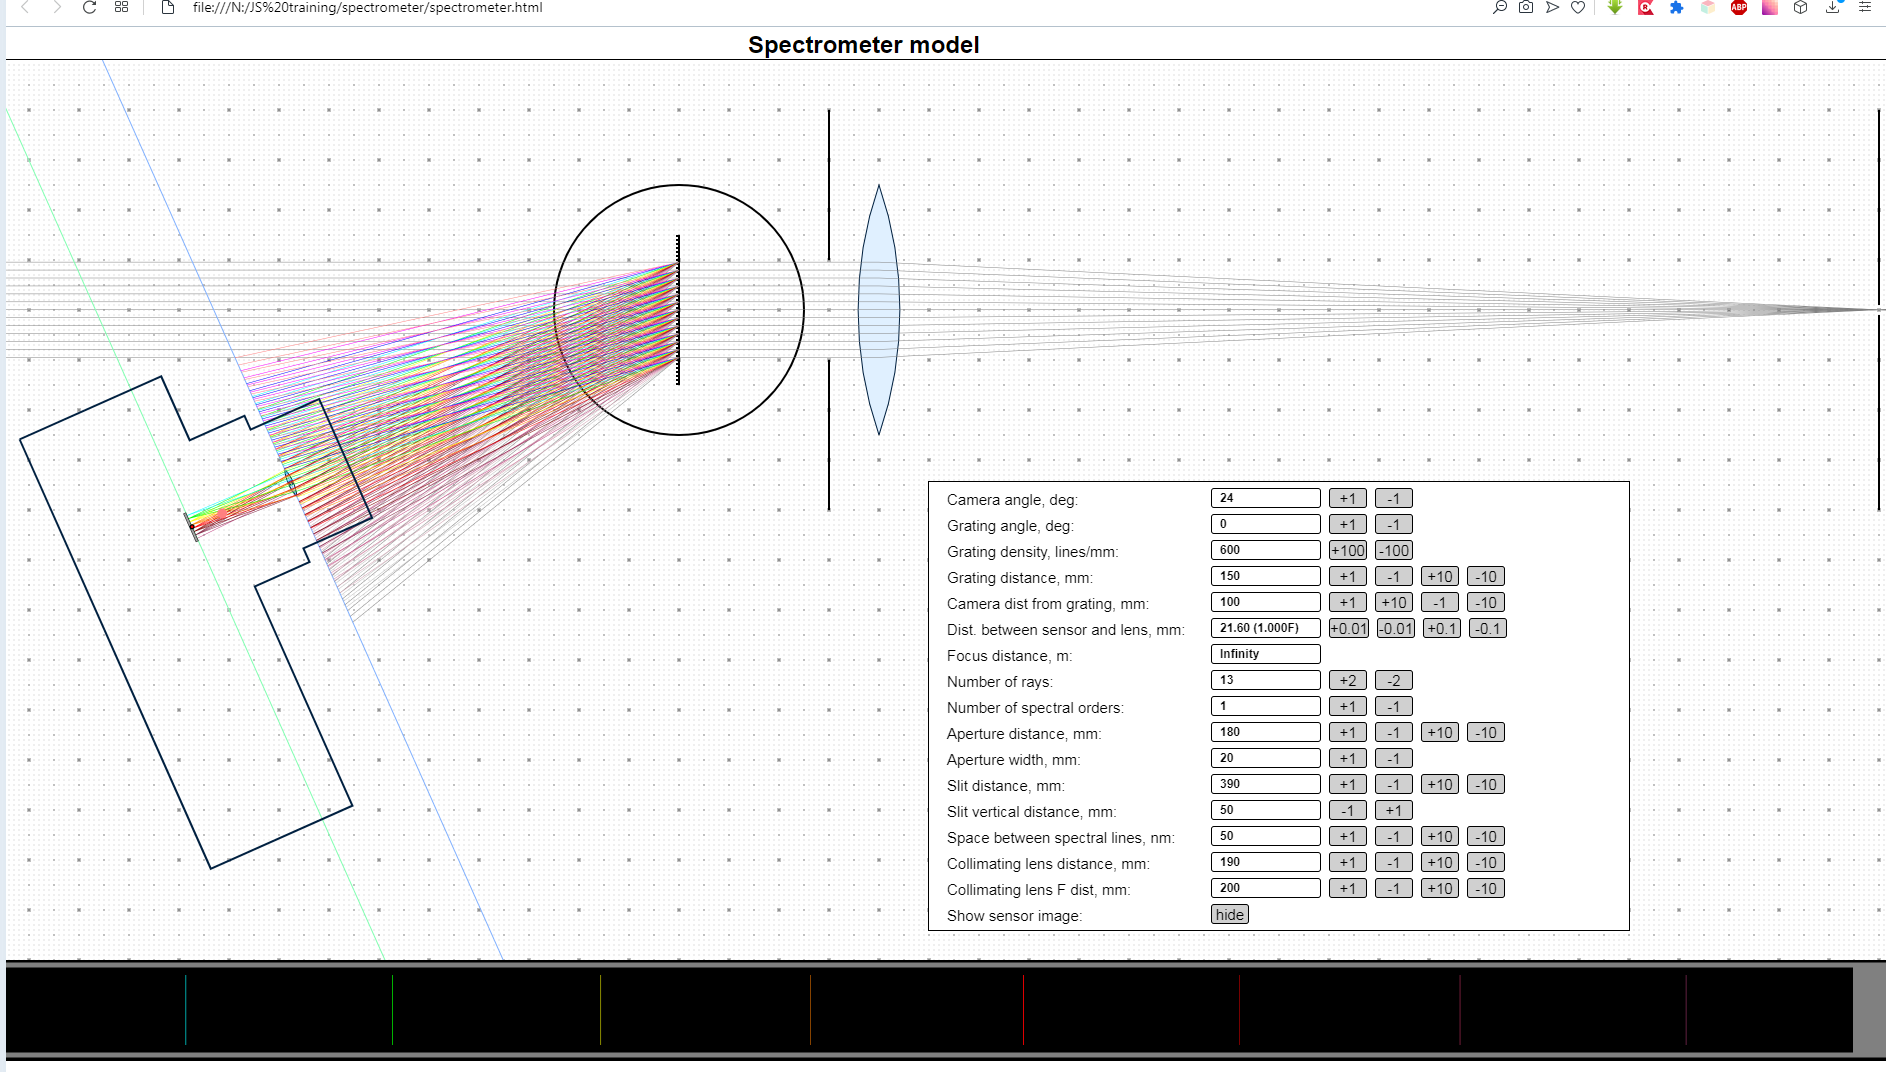 file:///N:/JS%20training/spectrometer/spectrometer.html
ABP
Spectrometer model
Camera angle, deg: 24 +1 -1
Grating angle, deg: 0 +1 -1
Grating density, lines/mm: 600 +100 -100
Grating distance, mm: 150 +1 -1 +10 -10
Camera dist from grating, mm: 100 +1 +10 -1 -10
Dist. between sensor and lens, mm: 21.60 (1.000F) +0.01 -0.01 +0.1 -0.1
Focus distance, m: Infinity
Number of rays: 13 +2 -2
Number of spectral orders: 1 +1 -1
Aperture distance, mm: 180 +1 -1 +10 -10
Aperture width, mm: 20 +1 -1
Slit distance, mm: 390 +1 -1 +10 -10
Slit vertical distance, mm: 50 -1 +1
Space between spectral lines, nm: 50 +1 -1 +10 -10
Collimating lens distance, mm: 190 +1 -1 +10 -10
Collimating lens F dist, mm: 200 +1 -1 +10 -10
Show sensor image: hide